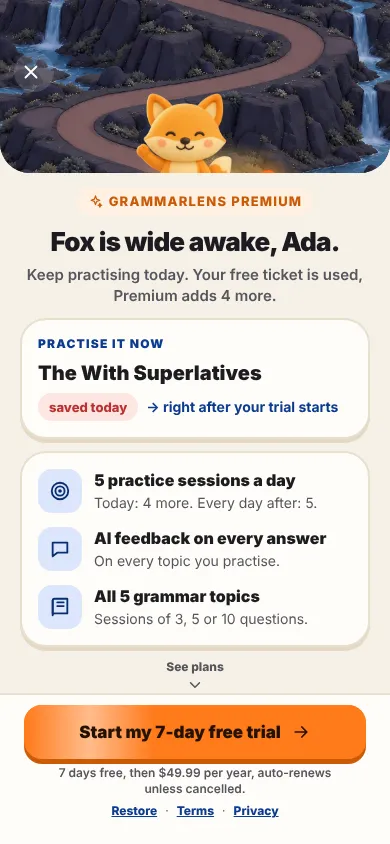 GRAMMARLENS PREMIUM
Fox is wide awake, Ada.
Keep practising today. Your free ticket is used,
Premium adds 4 more.
PRACTISE IT NOW
The With Superlatives
saved today → right after your trial starts
5 practice sessions a day
Today: 4 more. Every day after: 5.
AI feedback on every answer
On every topic you practise.
All 5 grammar topics
Sessions of 3, 5 or 10 questions.
See plans
Start my 7-day free trial →
7 days free, then $49.99 per year, auto-renews
unless cancelled.
Restore · Terms · Privacy